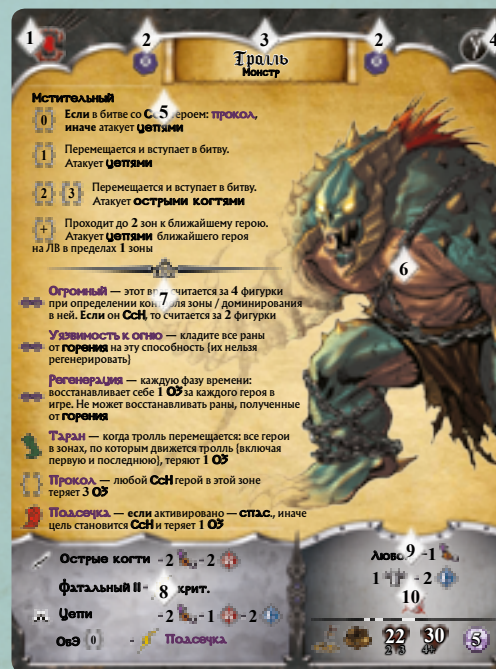 1 2 3 2 4
Тролль
Монстр
Мстительный 5
0 Если в битве со героем: прокол,
иначе атакует цепями
1 Перемещается и вступает в битву.
Атакует цепями
2 3 Перемещается и вступает в битву.
Атакует острыми когтями
+ Проходит до 2 зон к ближайшему герою.
Атакует цепями ближайшего героя
на ЛВ в пределах 1 зоны
6
7
Огромный — этот считается за 4 фигурки
при определении зоны / доминирования
в ней. Если он СсН, то считается за 2 фигурки
Уязвимость к огню — кладите все раны
от горения на эту способность (их нельзя
регенерировать)
Регенерация — каждую фазу времени:
восстанавливает себе 1 ОЗ за каждого героя в
игре. Не может восстанавливать раны, полученные
от горения
Таран — когда тролль перемещается: все герои
в зонах, по которым движется тролль (включая
первую и последнюю), теряют 1 ОЗ
Прокол — любой СсН герой в этой зоне
теряет 3 ОЗ
Подсечка — если активировано — спас., иначе
цель становится СсН и теряет 1 ОЗ
Острые когти -2 -2
фатальный II - 8 крит.
Цепи -2 -1 -2
ОвЭ 0 - Подсечка
9 -1
1 - 2
10
22 30 5
2 3 4+